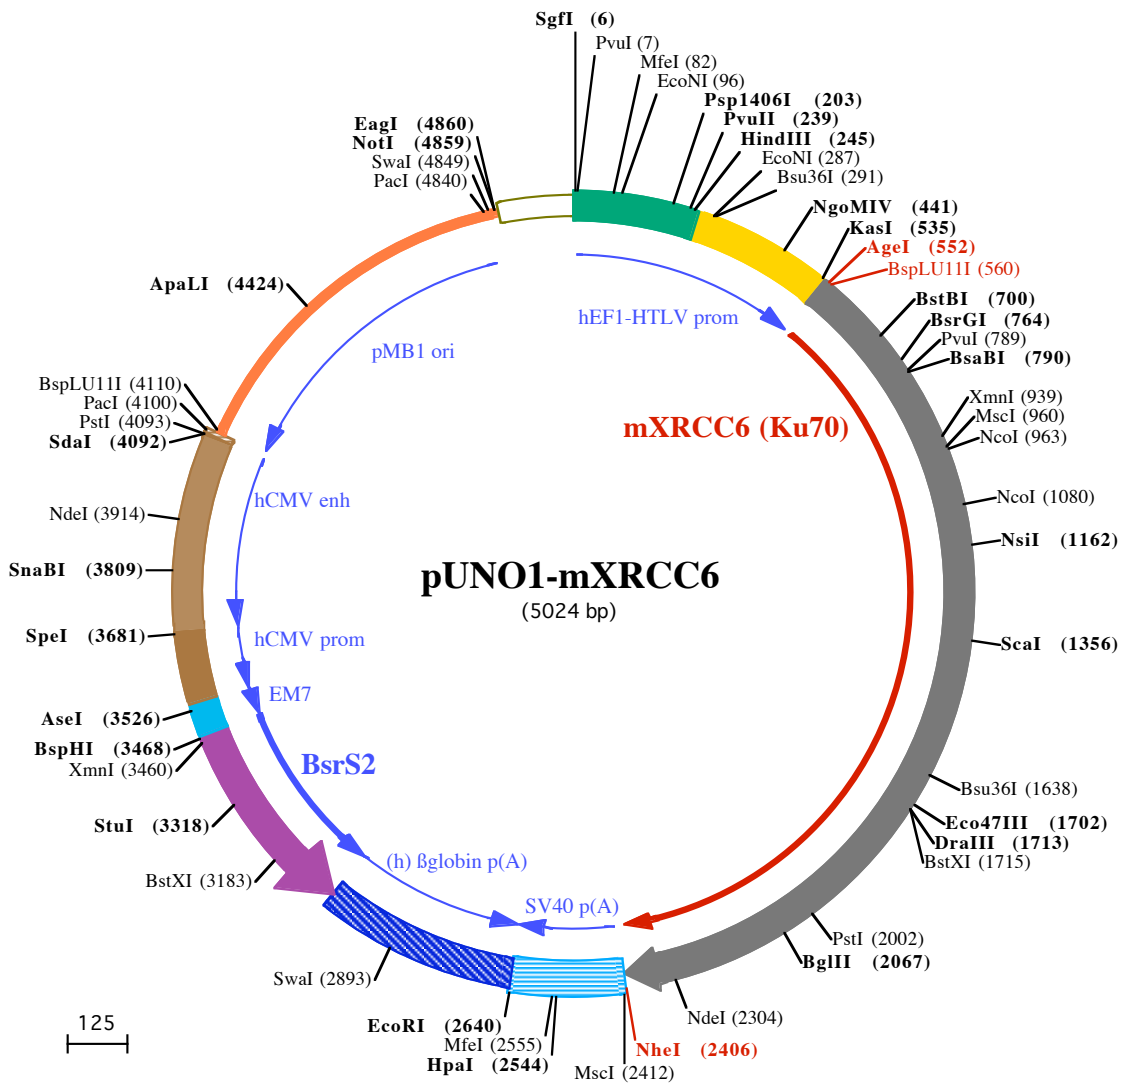 SgfI (6)
PvuI (7)
MfeI (82)
EcoNI (96)
Psp1406I (203)
PvuII (239)
HindIII (245)
EcoNI (287)
Bsu36I (291)
NgoMIV (441)
KasI (535)
AgeI (552)
BspLU11I (560)
BstBI (700)
BsrGI (764)
PvuI (789)
BsaBI (790)
XmnI (939)
MscI (960)
NcoI (963)
NcoI (1080)
NsiI (1162)
ScaI (1356)
Bsu36I (1638)
Eco47III (1702)
DraIII (1713)
BstXI (1715)
PstI (2002)
BglII (2067)
NdeI (2304)
NheI (2406)
MscI (2412)
HpaI (2544)
MfeI (2555)
EcoRI (2640)
SwaI (2893)
BstXI (3183)
StuI (3318)
XmnI (3460)
BspHI (3468)
AseI (3526)
SpeI (3681)
SnaBI (3809)
NdeI (3914)
SdaI (4092)
PstI (4093)
PacI (4100)
BspLU11I (4110)
ApaLI (4424)
PacI (4840)
SwaI (4849)
NotI (4859)
EagI (4860)
hEF1-HTLV prom
mXRCC6 (Ku70)
SV40 p(A)
(h) ßglobin p(A)
BsrS2
EM7
hCMV prom
hCMV enh
pMB1 ori
pUNO1-mXRCC6
(5024 bp)
125